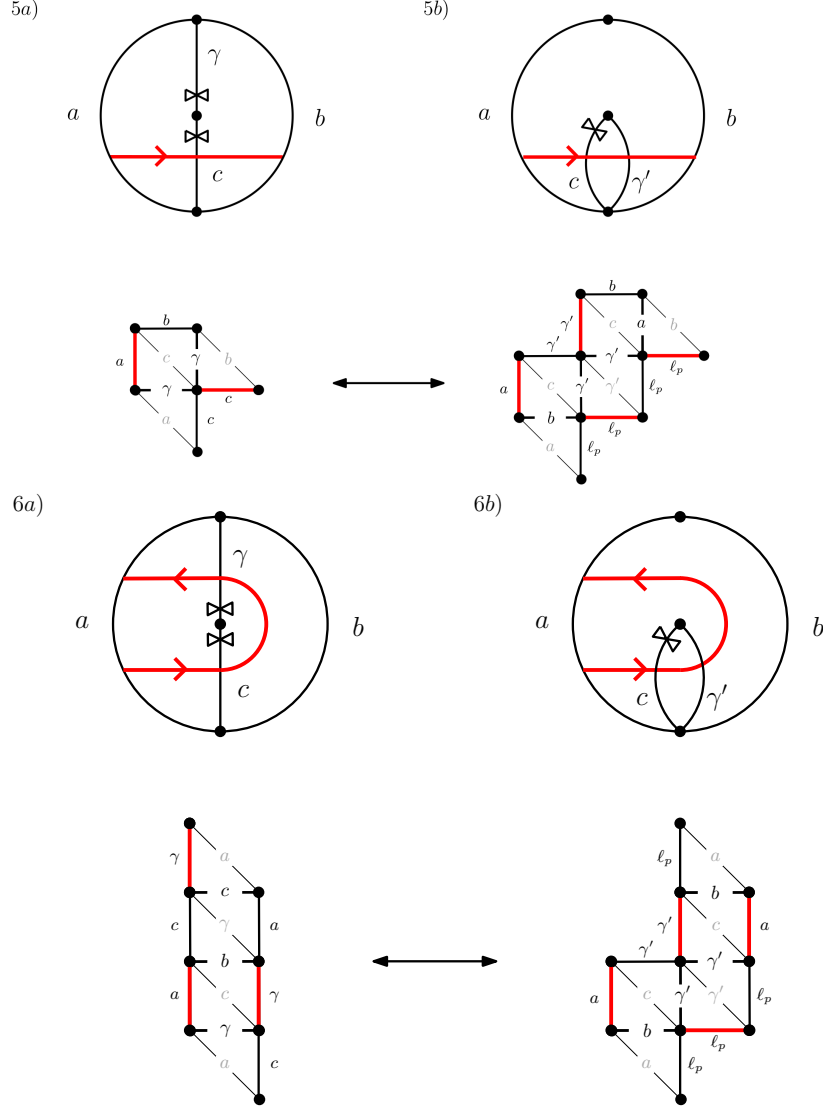 5a) 5b)
γ
a b a b
c c γ′
b
b γ′ c a b
a c γ b γ′ γ′ ℓp
γ c a c γ′ γ′ ℓp
a c b ℓp
a ℓp
6a) 6b)
γ
a b a b
c c γ′
γ a ℓp a
c b
c γ a γ′ c a
b γ′ γ′
a c γ a c γ′ γ′ ℓp
γ b ℓp
a c a ℓp